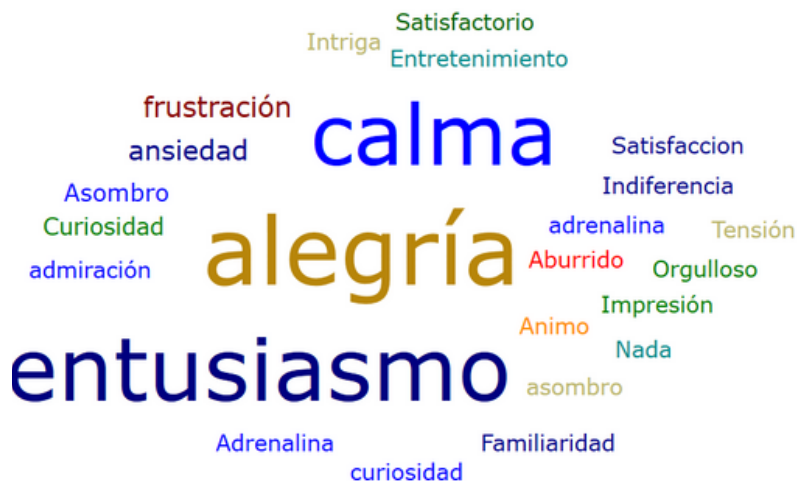 Satisfactorio
Intriga
Entretenimiento
frustración
calma
ansiedad
Satisfaccion
Indiferencia
Asombro
Curiosidad
alegría
adrenalina
Tensión
admiración
Aburrido
Orgulloso
Impresión
Animo
Nada
entusiasmo
asombro
Adrenalina
Familiaridad
curiosidad